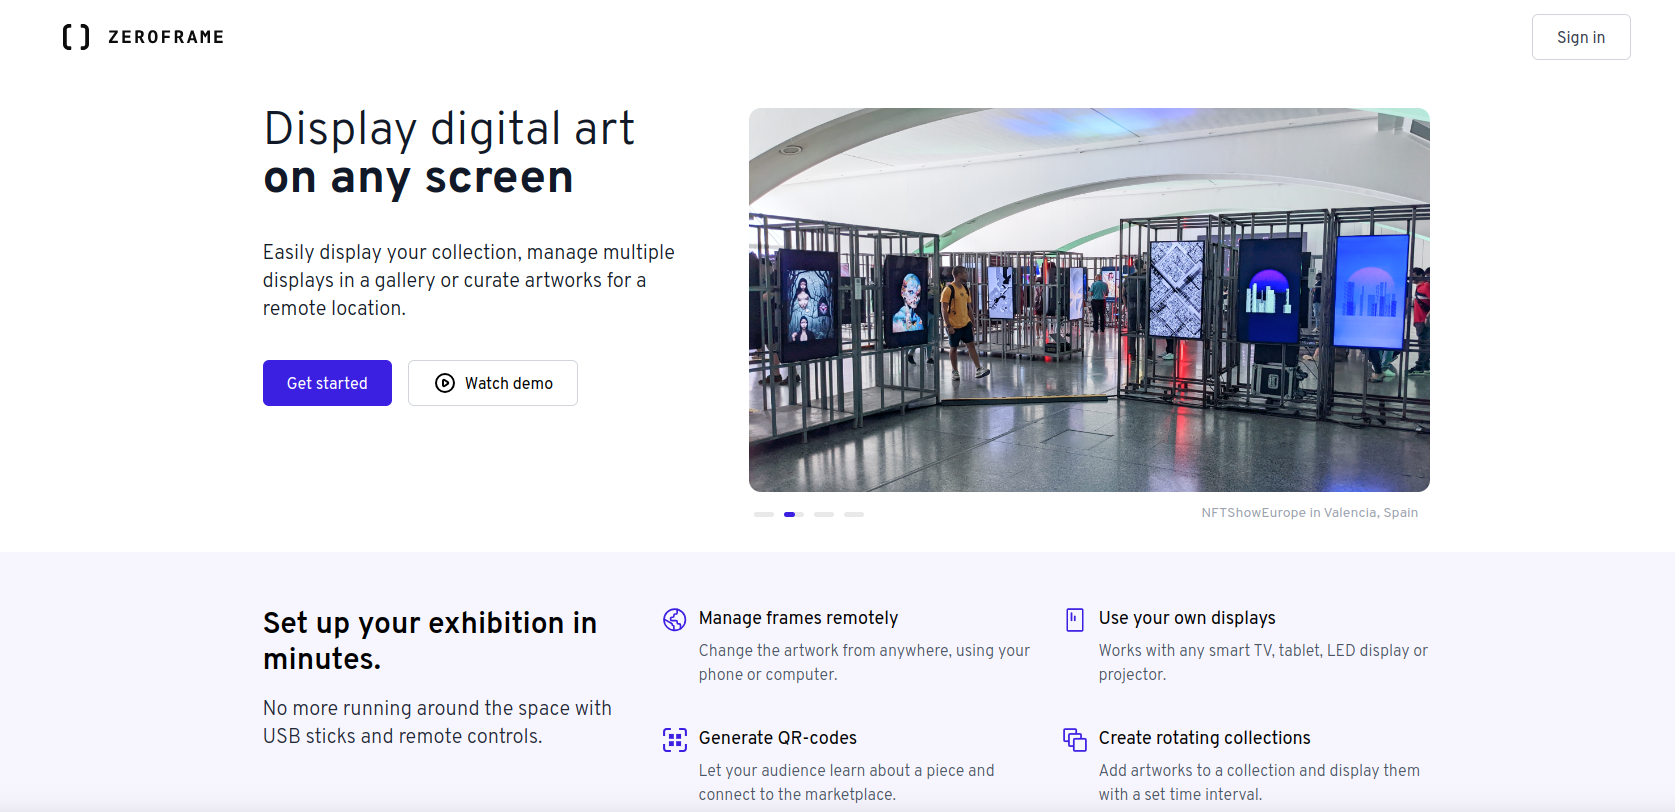 ZEROFRAME
Sign in
Display digital art
on any screen
Easily display your collection, manage multiple
displays in a gallery or curate artworks for a
remote location.
Get started
Watch demo
NFTShowEurope in Valencia, Spain
Set up your exhibition in
minutes.
No more running around the space with
USB sticks and remote controls.
Manage frames remotely
Change the artwork from anywhere, using your
phone or computer.
Use your own displays
Works with any smart TV, tablet, LED display or
projector.
Generate QR-codes
Let your audience learn about a piece and
connect to the marketplace.
Create rotating collections
Add artworks to a collection and display them
with a set time interval.